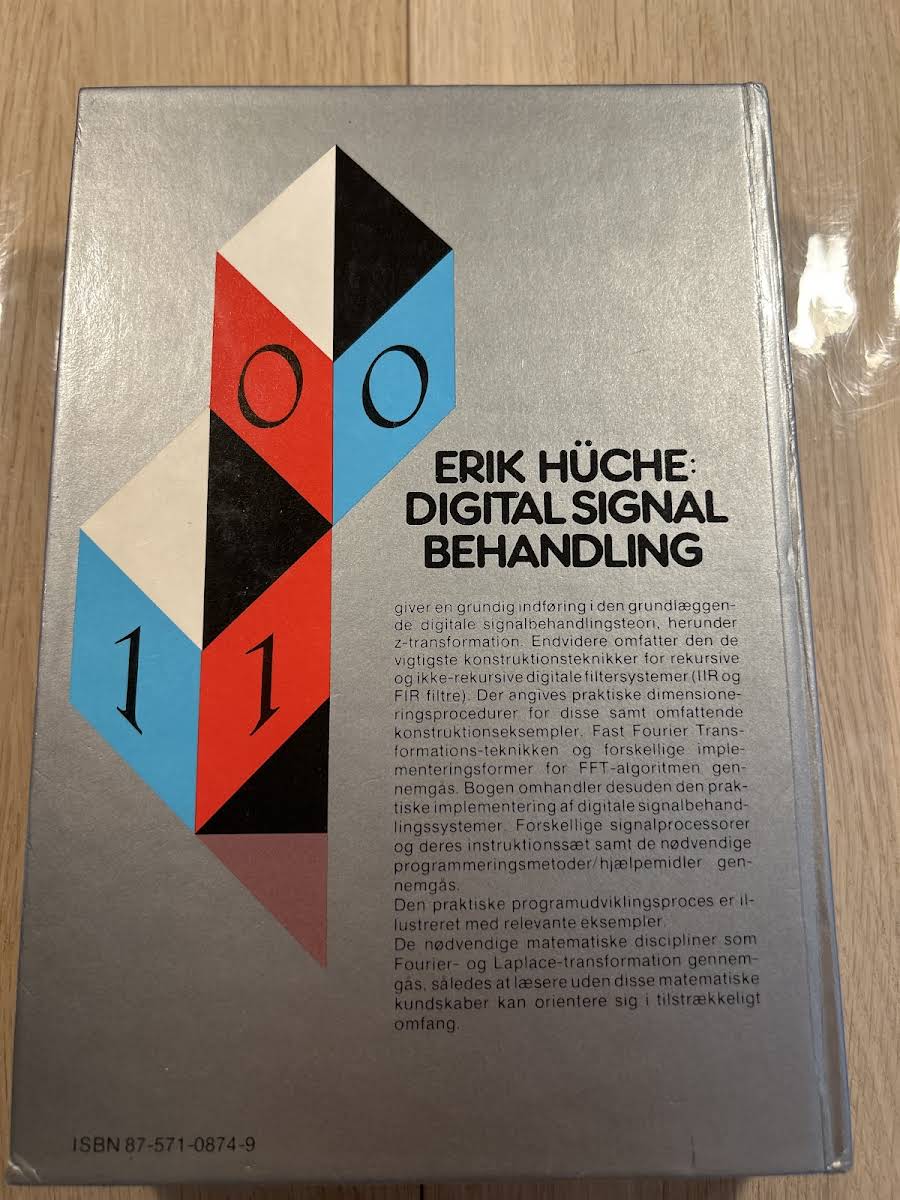 0 0
1 1
ERIK HÜCHE:
DIGITAL SIGNAL
BEHANDLING
giver en grundig indføring i den grundlæggen-
de digitale signalbehandlingsteori, herunder
z-transformation. Endvidere omfatter den de
vigtigste konstruktionsteknikker for rekursive
og ikke-rekursive digitale filtersystemer (IIR og
FIR filtre). Der angives praktiske dimensione-
ringsprocedurer for disse samt omfattende
konstruktionseksempler. Fast Fourier Trans-
formations-teknikken og forskellige imple-
menteringsformer for FFT-algoritmen gen-
nemgås. Bogen omhandler desuden den prak-
tiske implementering af digitale signalbehand-
lingssystemer. Forskellige signalprocessorer
og deres instruktionssæt samt de nødvendige
programmeringsmetoder/hjælpemidler gen-
nemgås.
Den praktiske programudviklingsproces er il-
lustreret med relevante eksempler.
De nødvendige matematiske discipliner som
Fourier- og Laplace-transformation gennem-
gås, således at læsere uden disse matematiske
kundskaber kan orientere sig i tilstrækkeligt
omfang.
ISBN 87-571-0874-9